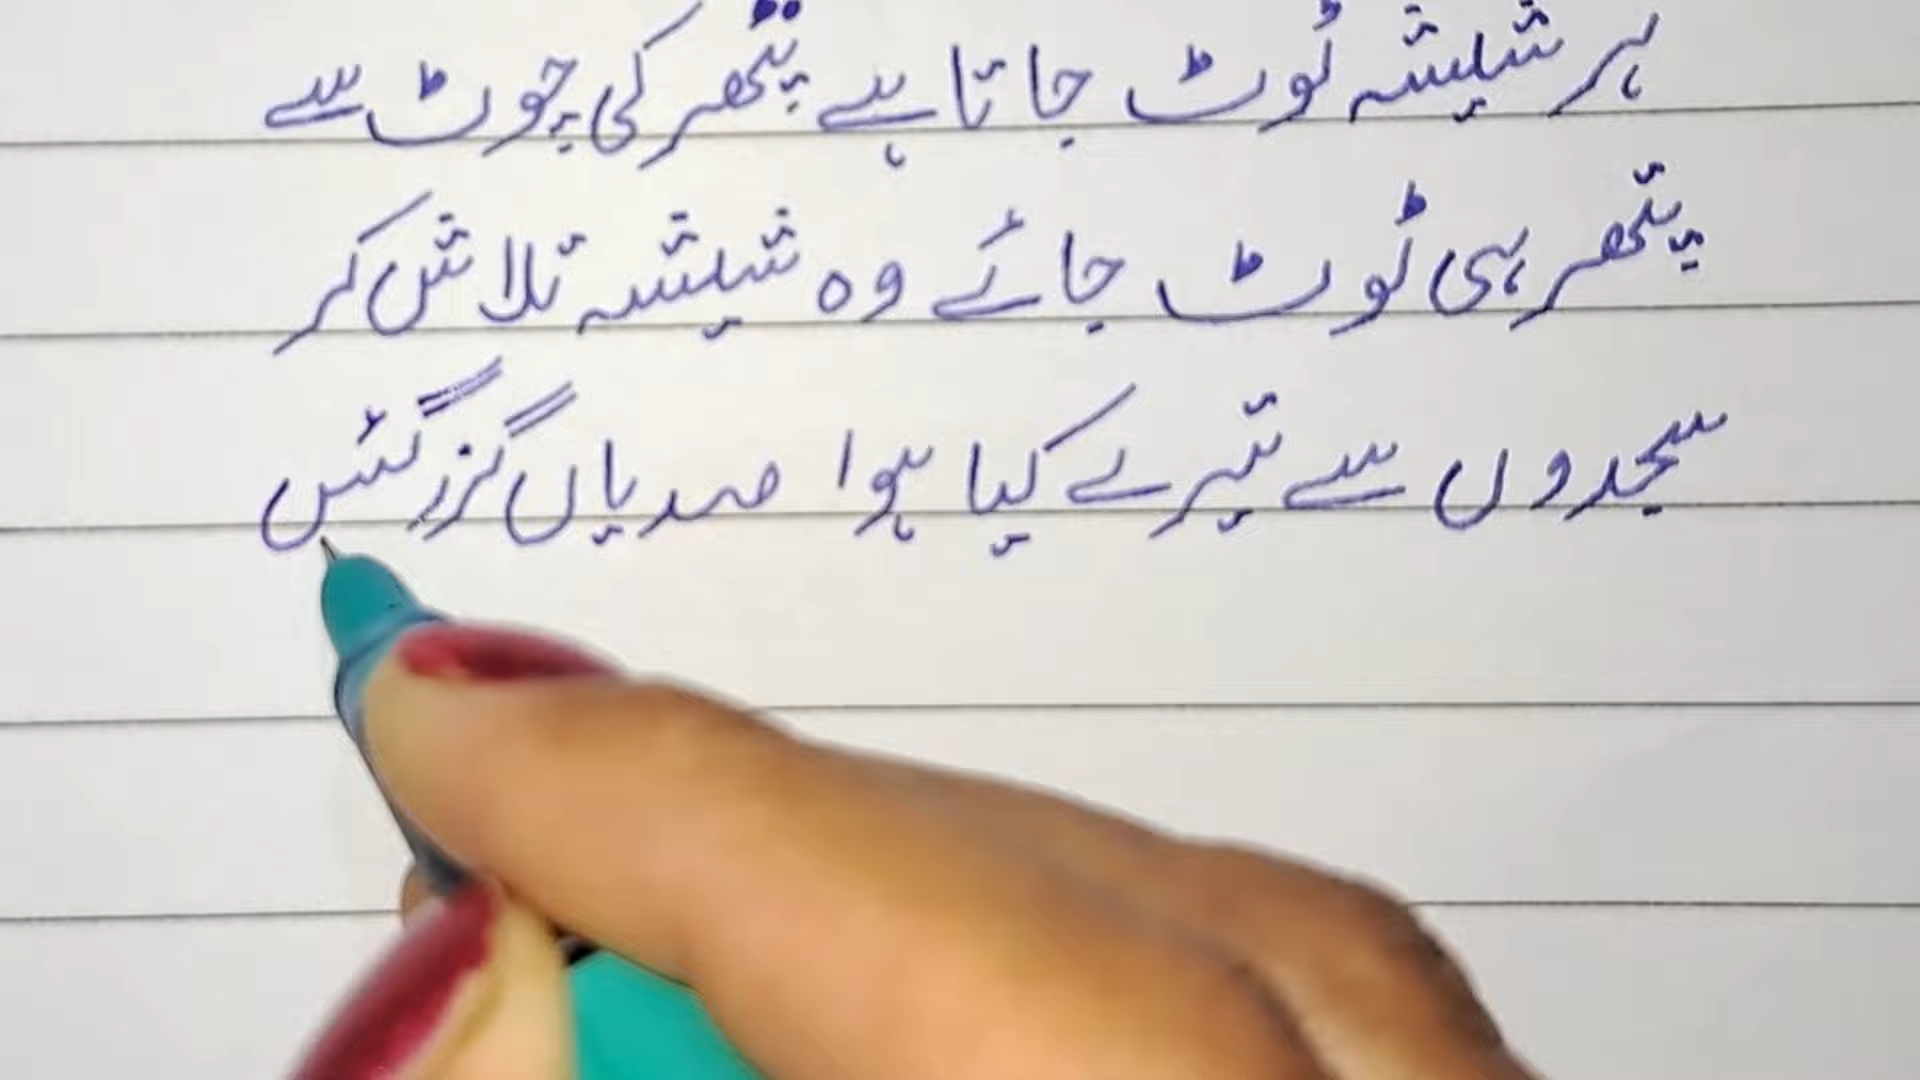 ہر شیشہ ٹوٹ جاتا ہے پتھر کی چوٹ سے
پتھر ہی ٹوٹ جائے وہ شیشہ تلاش کر
سجدوں سے تیرے کیا ہوا صدیاں گزر گئیں